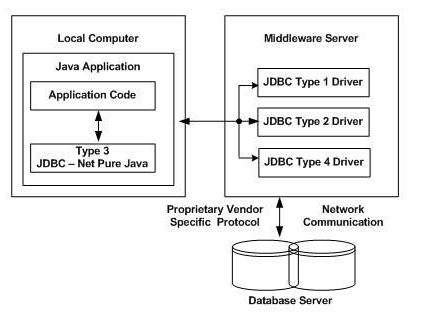 Local Computer
Java Application
Application Code
Type 3
JDBC – Net Pure Java
Middleware Server
JDBC Type 1 Driver
JDBC Type 2 Driver
JDBC Type 4 Driver
Proprietary Vendor
Specific Protocol
Network
Communication
Database Server